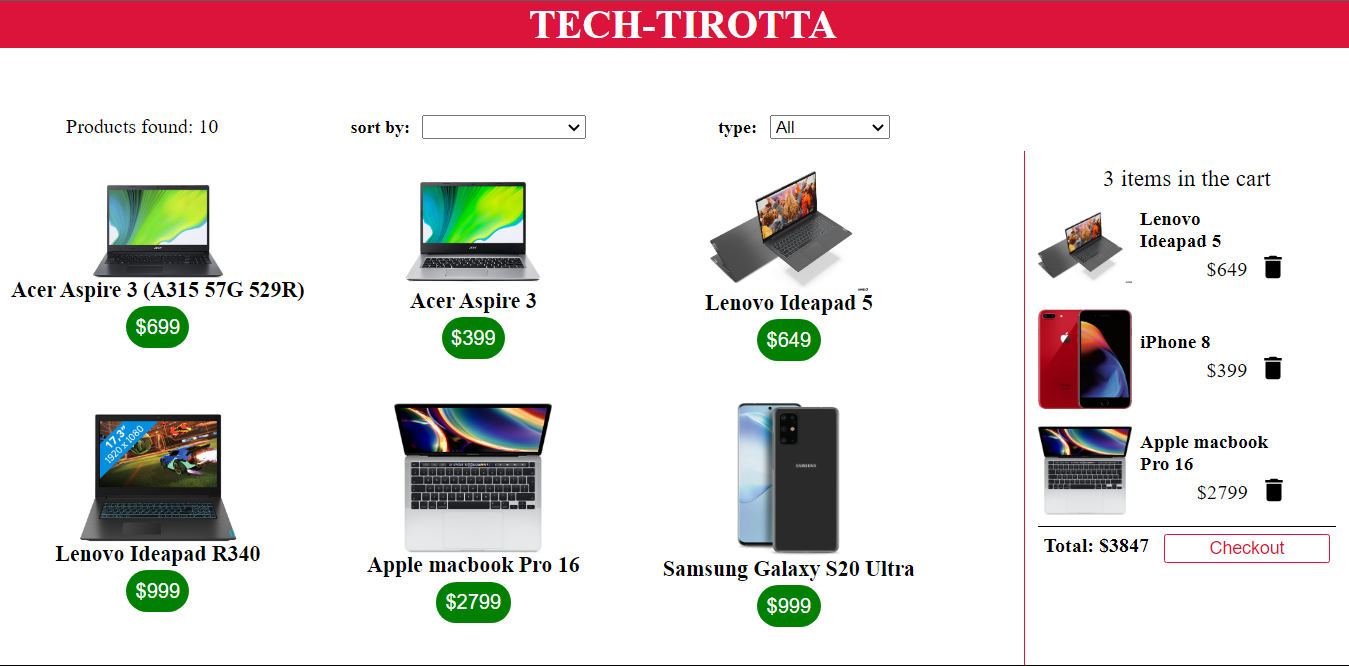 TECH-TIROTTA
Products found: 10
sort by:
type:
All
Acer Aspire 3 (A315 57G 529R)
$699
Acer Aspire 3
$399
Lenovo Ideapad 5
$649
17.3"
1920 x 1080
Lenovo Ideapad R340
$999
Apple macbook Pro 16
$2799
SAMSUNG
Samsung Galaxy S20 Ultra
$999
3 items in the cart
Lenovo
Ideapad 5
$649
iPhone 8
$399
Apple macbook
Pro 16
$2799
Total: $3847
Checkout